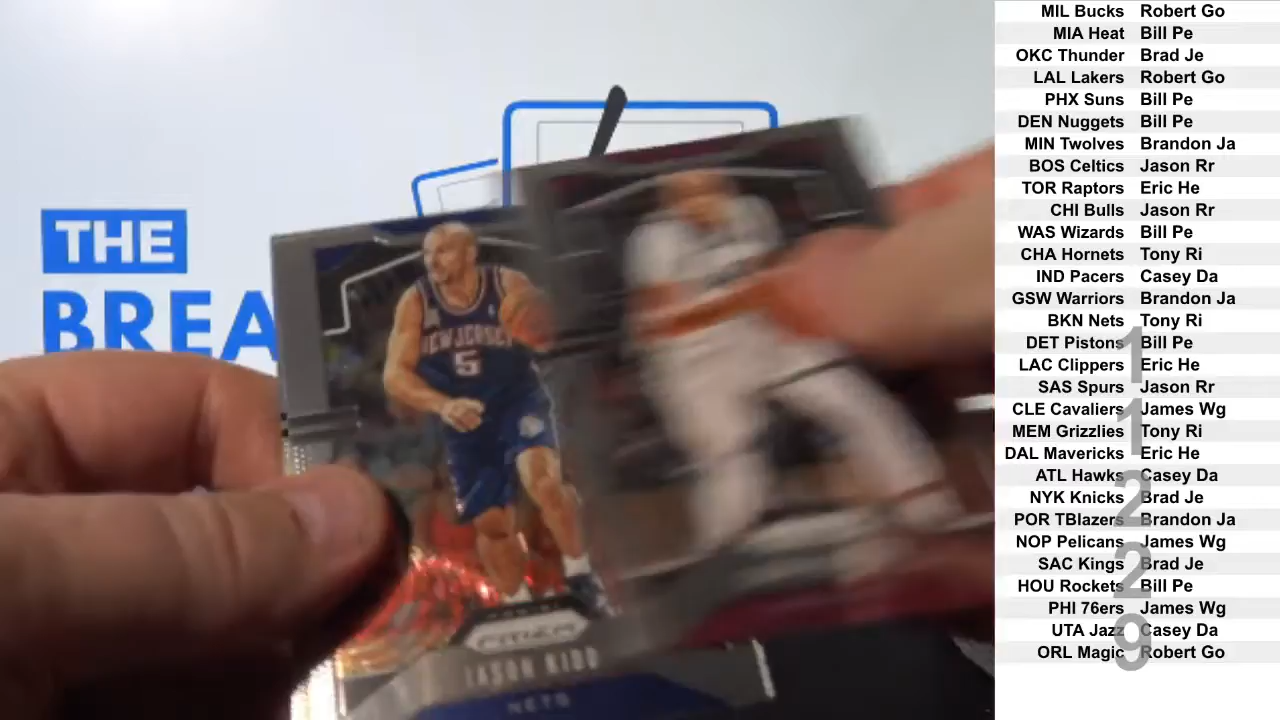 THE
BREA
NEW JERSEY
5
PRIZM
JASON KIDD
NETS
MIL Bucks Robert Go
MIA Heat Bill Pe
OKC Thunder Brad Je
LAL Lakers Robert Go
PHX Suns Bill Pe
DEN Nuggets Bill Pe
MIN Twolves Brandon Ja
BOS Celtics Jason Rr
TOR Raptors Eric He
CHI Bulls Jason Rr
WAS Wizards Bill Pe
CHA Hornets Tony Ri
IND Pacers Casey Da
GSW Warriors Brandon Ja
BKN Nets Tony Ri
DET Pistons Bill Pe
LAC Clippers Eric He
SAS Spurs Jason Rr
CLE Cavaliers James Wg
MEM Grizzlies Tony Ri
DAL Mavericks Eric He
ATL Hawks Casey Da
NYK Knicks Brad Je
POR TBlazers Brandon Ja
NOP Pelicans James Wg
SAC Kings Brad Je
HOU Rockets Bill Pe
PHI 76ers James Wg
UTA Jazz Casey Da
ORL Magic Robert Go
1
1
2
2
9